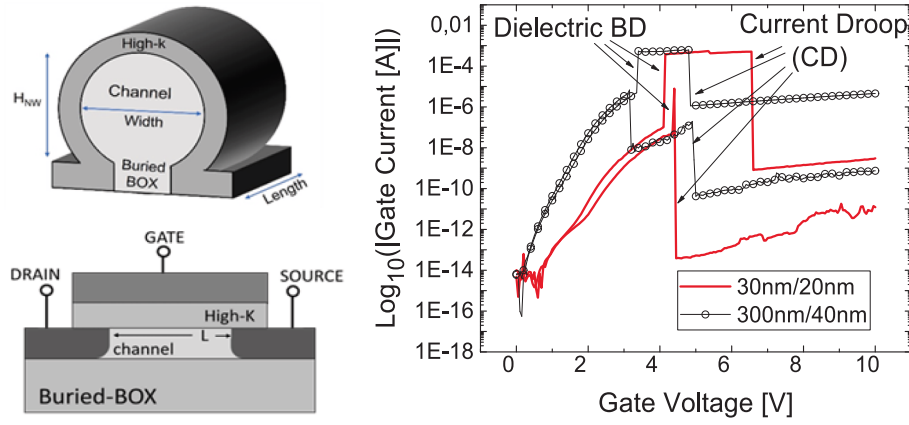 High-k
H_NW
Channel
Width
Buried
BOX
Length
GATE
DRAIN
SOURCE
High-K
L
channel
Buried-BOX
Log10(|Gate Current [A]|)
0,01
1E-4
1E-6
1E-8
1E-10
1E-12
1E-14
1E-16
1E-18
Dielectric BD
Current Droop
(CD)
30nm/20nm
300nm/40nm
0 2 4 6 8 10
Gate Voltage [V]